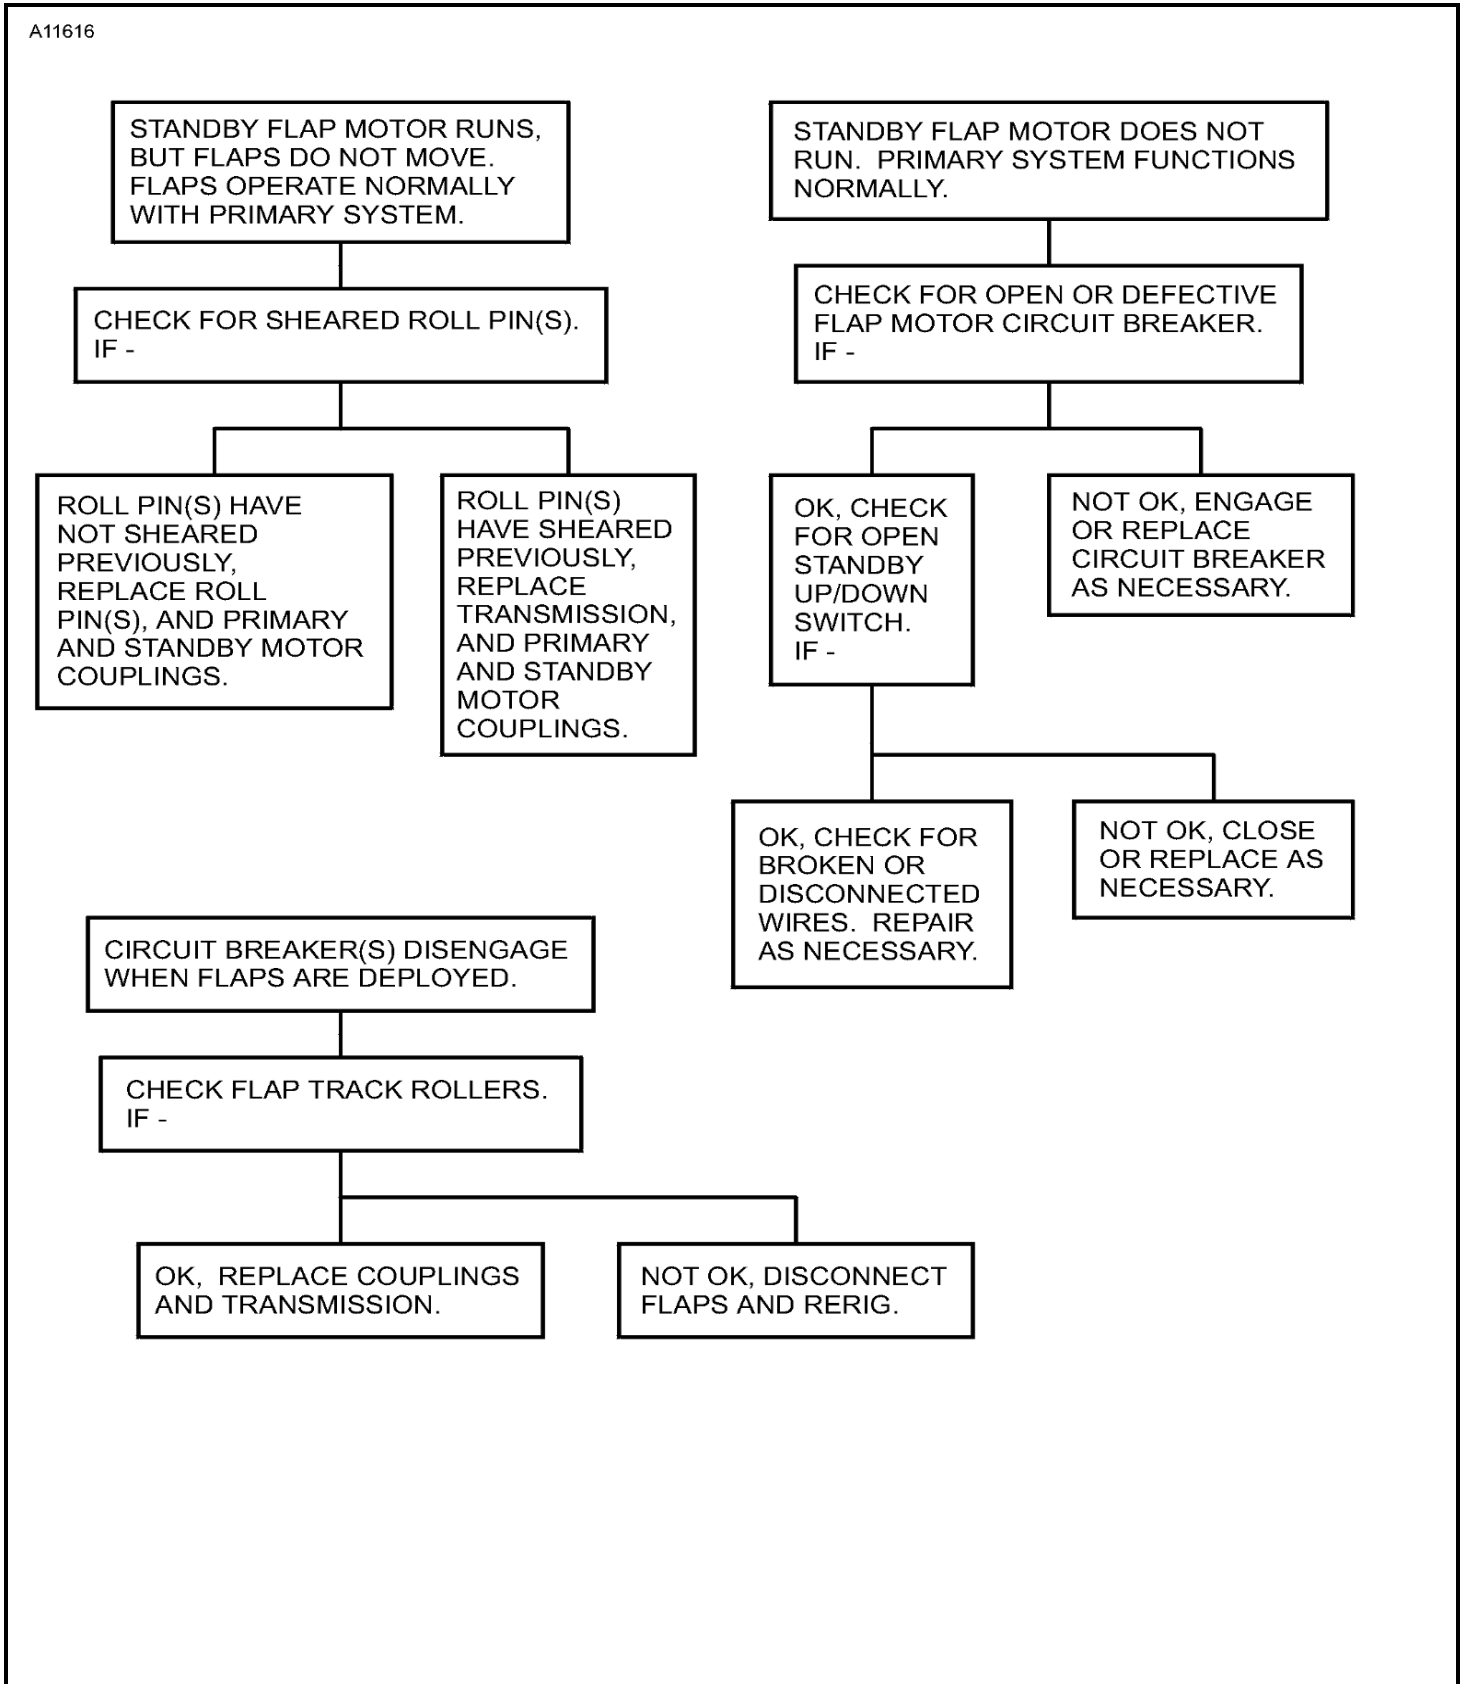 A11616
STANDBY FLAP MOTOR RUNS,
BUT FLAPS DO NOT MOVE.
FLAPS OPERATE NORMALLY
WITH PRIMARY SYSTEM.
CHECK FOR SHEARED ROLL PIN(S).
IF -
ROLL PIN(S) HAVE
NOT SHEARED
PREVIOUSLY,
REPLACE ROLL
PIN(S), AND PRIMARY
AND STANDBY MOTOR
COUPLINGS.
ROLL PIN(S)
HAVE SHEARED
PREVIOUSLY,
REPLACE
TRANSMISSION,
AND PRIMARY
AND STANDBY
MOTOR
COUPLINGS.
STANDBY FLAP MOTOR DOES NOT
RUN. PRIMARY SYSTEM FUNCTIONS
NORMALLY.
CHECK FOR OPEN OR DEFECTIVE
FLAP MOTOR CIRCUIT BREAKER.
IF -
OK, CHECK
FOR OPEN
STANDBY
UP/DOWN
SWITCH.
IF -
NOT OK, ENGAGE
OR REPLACE
CIRCUIT BREAKER
AS NECESSARY.
OK, CHECK FOR
BROKEN OR
DISCONNECTED
WIRES. REPAIR
AS NECESSARY.
NOT OK, CLOSE
OR REPLACE AS
NECESSARY.
CIRCUIT BREAKER(S) DISENGAGE
WHEN FLAPS ARE DEPLOYED.
CHECK FLAP TRACK ROLLERS.
IF -
OK, REPLACE COUPLINGS
AND TRANSMISSION.
NOT OK, DISCONNECT
FLAPS AND RERIG.